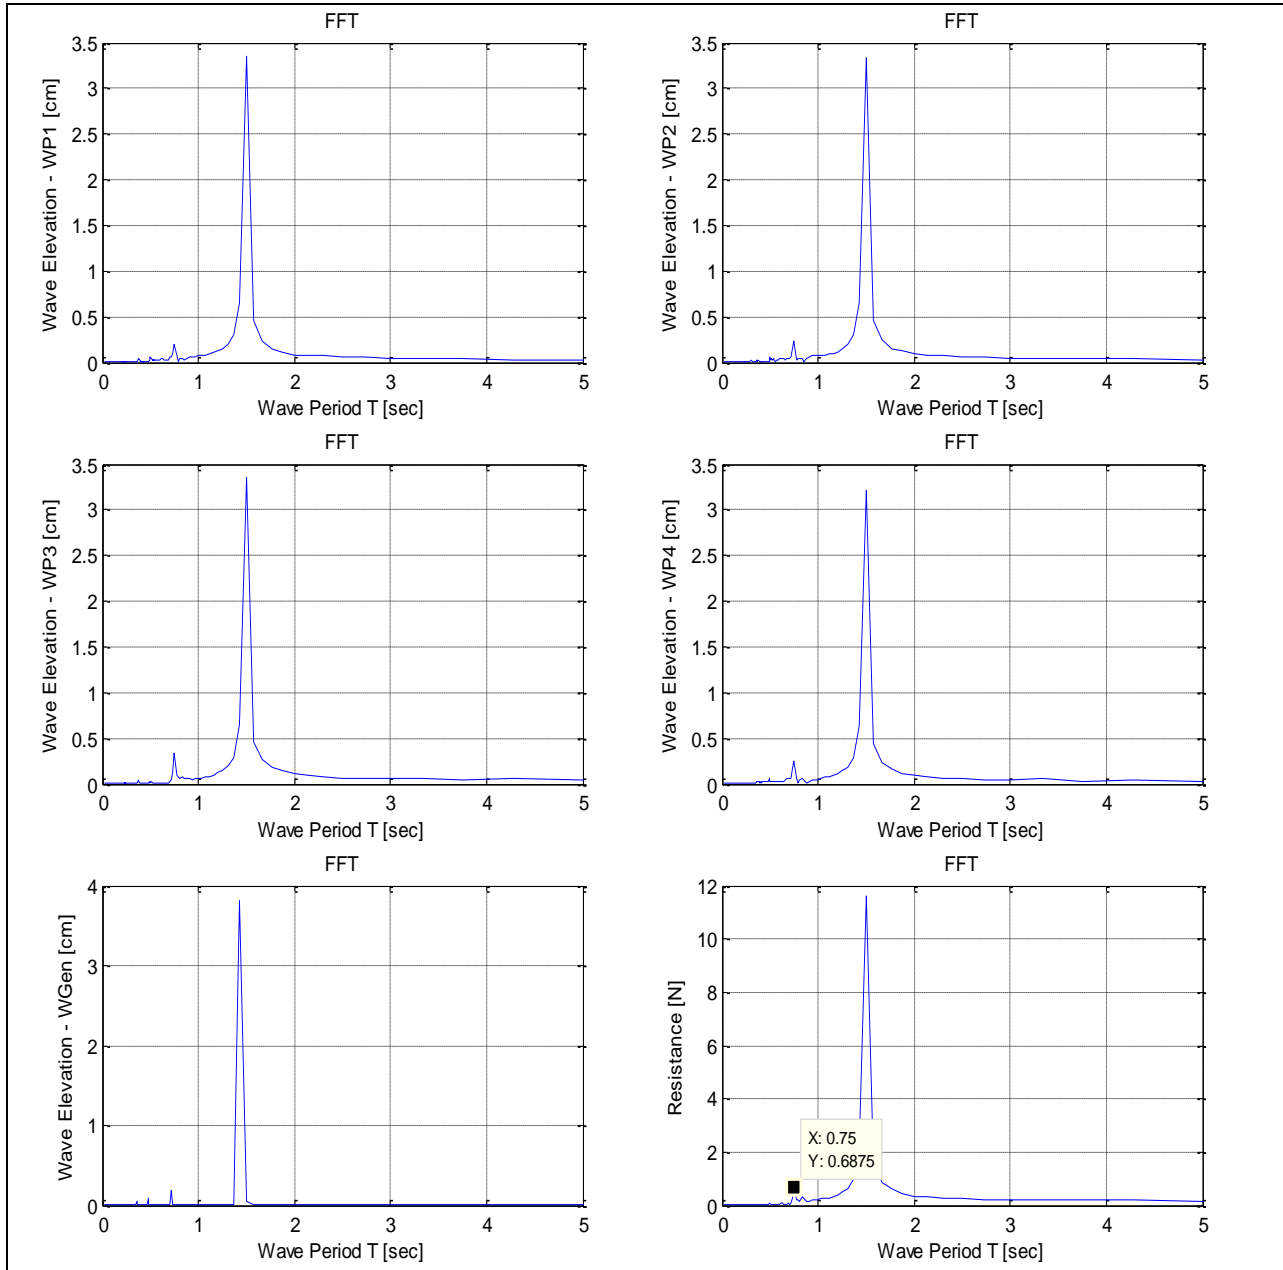 FFT
3.5
3
2.5
2
1.5
1
0.5
0
0 1 2 3 4 5
Wave Elevation - WP1 [cm]
Wave Period T [sec]
FFT
3.5
3
2.5
2
1.5
1
0.5
0
0 1 2 3 4 5
Wave Elevation - WP2 [cm]
Wave Period T [sec]
FFT
3.5
3
2.5
2
1.5
1
0.5
0
0 1 2 3 4 5
Wave Elevation - WP3 [cm]
Wave Period T [sec]
FFT
3.5
3
2.5
2
1.5
1
0.5
0
0 1 2 3 4 5
Wave Elevation - WP4 [cm]
Wave Period T [sec]
FFT
4
3
2
1
0
0 1 2 3 4 5
Wave Elevation - WGen [cm]
Wave Period T [sec]
FFT
12
10
8
6
4
2
0
0 1 2 3 4 5
Resistance [N]
X: 0.75
Y: 0.6875
Wave Period T [sec]